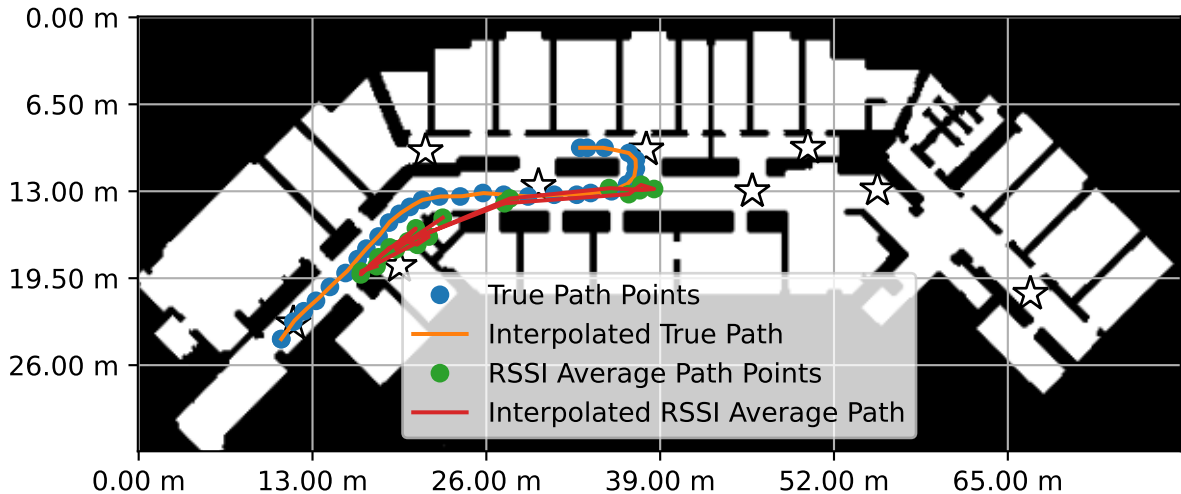 0.00 m
6.50 m
13.00 m
19.50 m
26.00 m
True Path Points
Interpolated True Path
RSSI Average Path Points
Interpolated RSSI Average Path
0.00 m 13.00 m 26.00 m 39.00 m 52.00 m 65.00 m